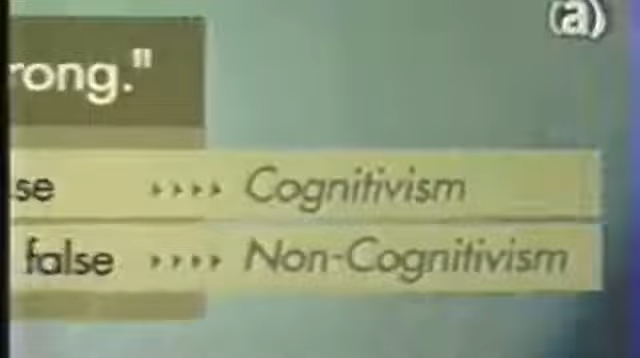 (a)
rong."
se ▸▸▸▸ Cognitivism
false ▸▸▸▸ Non-Cognitivism